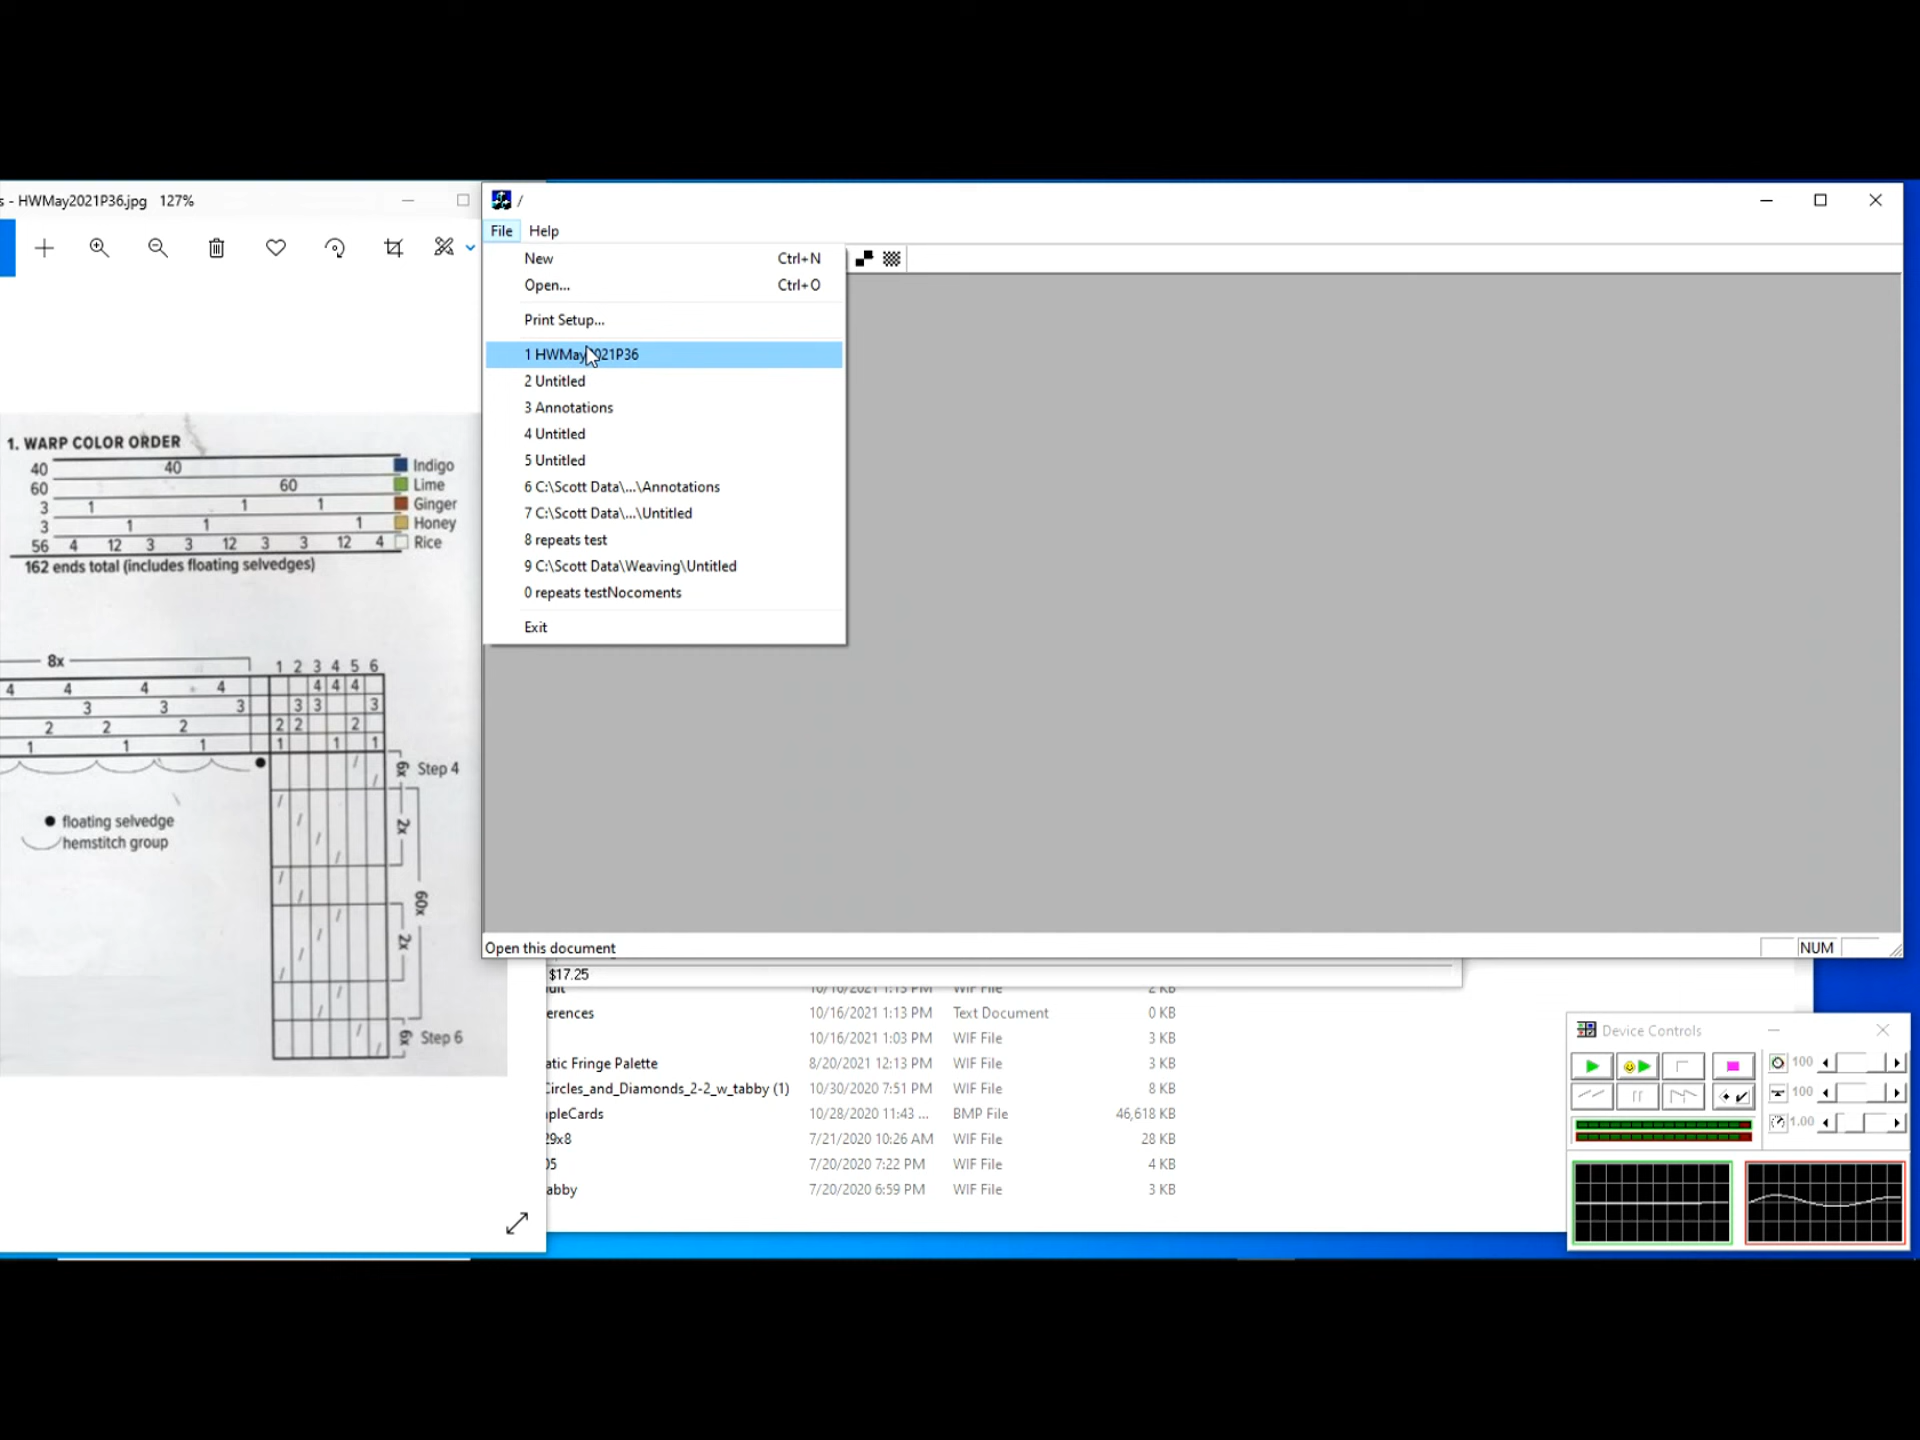 s - HWMay2021P36.jpg 127%
1. WARP COLOR ORDER
40 40 Indigo
60 60 Lime
3 1 1 1 Ginger
3 1 1 1 Honey
56 4 12 3 3 12 3 3 12 4 Rice
162 ends total (includes floating selvedges)
8x
1 2 3 4 5 6
4 4 4 4 4 4 4
3 3 3 3 3 3
2 2 2 2 2 2
1 1 1 1 1 1
6x Step 4
2x
60x
2x
6x Step 6
floating selvedge
hemstitch group
/
File Help
New Ctrl+N
Open... Ctrl+O
Print Setup...
1 HWMay2021P36
2 Untitled
3 Annotations
4 Untitled
5 Untitled
6 C:\Scott Data\...\Annotations
7 C:\Scott Data\...\Untitled
8 repeats test
9 C:\Scott Data\Weaving\Untitled
0 repeats testNocoments
Exit
Open this document
NUM
$17.25
10/16/2021 1:13 PM WIF File 2 KB
erences 10/16/2021 1:13 PM Text Document 0 KB
10/16/2021 1:03 PM WIF File 3 KB
atic Fringe Palette 8/20/2021 12:13 PM WIF File 3 KB
Circles_and_Diamonds_2-2_w_tabby (1) 10/30/2020 7:51 PM WIF File 8 KB
pleCards 10/28/2020 11:43 ... BMP File 46,618 KB
29x8 7/21/2020 10:26 AM WIF File 28 KB
05 7/20/2020 7:22 PM WIF File 4 KB
abby 7/20/2020 6:59 PM WIF File 3 KB
Device Controls
100
100
1.00